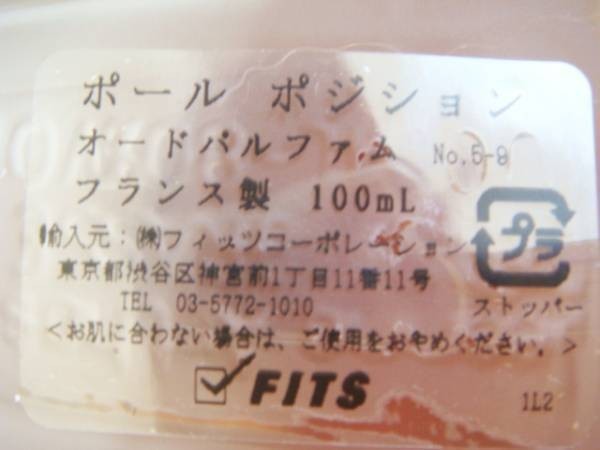 ポール ポジション
オードパルファム No.5-9
フランス製 100mL
輸入元：㈱フィッツコーポレーション
東京都渋谷区神宮前1丁目11番11号
TEL 03-5772-1010
プラ
ストッパー
<お肌に合わない場合は、ご使用をおやめください。>
FITS
1L2